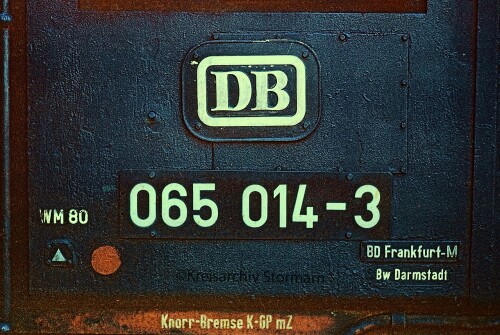 DB
065 014-3
WM 80
BD Frankfurt-M
Bw Darmstadt
©Kreisarchiv Stormarn
Knorr-Bremse K-GP mZ